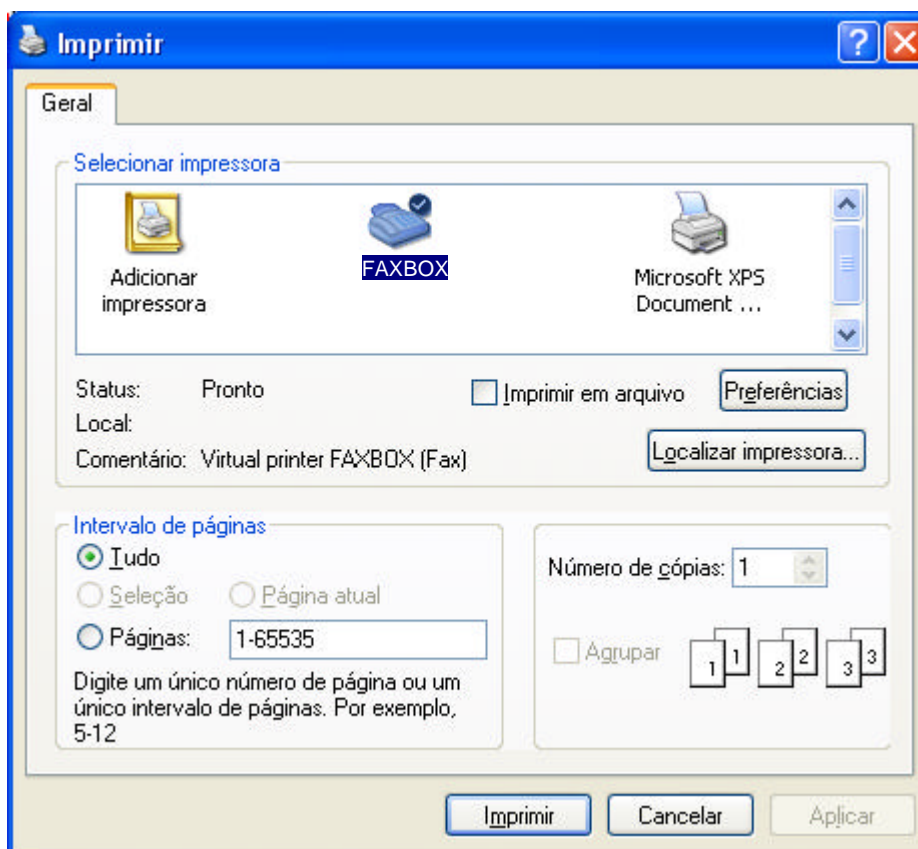 Imprimir
?
Geral
Selecionar impressora
Adicionar
impressora
FAXBOX
Microsoft XPS
Document ...
Status: Pronto
Imprimir em arquivo
Preferências
Local:
Comentário: Virtual printer FAXBOX (Fax)
Localizar impressora...
Intervalo de páginas
Tudo
Seleção
Página atual
Páginas: 1-65535
Digite um único número de página ou um
único intervalo de páginas. Por exemplo,
5-12
Número de cópias: 1
Agrupar
1 1 2 2 3 3
Imprimir
Cancelar
Aplicar